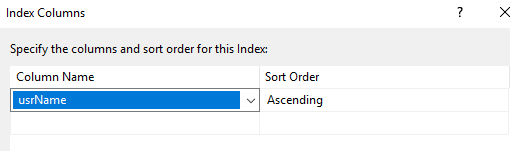 Index Columns
?
Specify the columns and sort order for this Index:
Column Name Sort Order
usrName Ascending